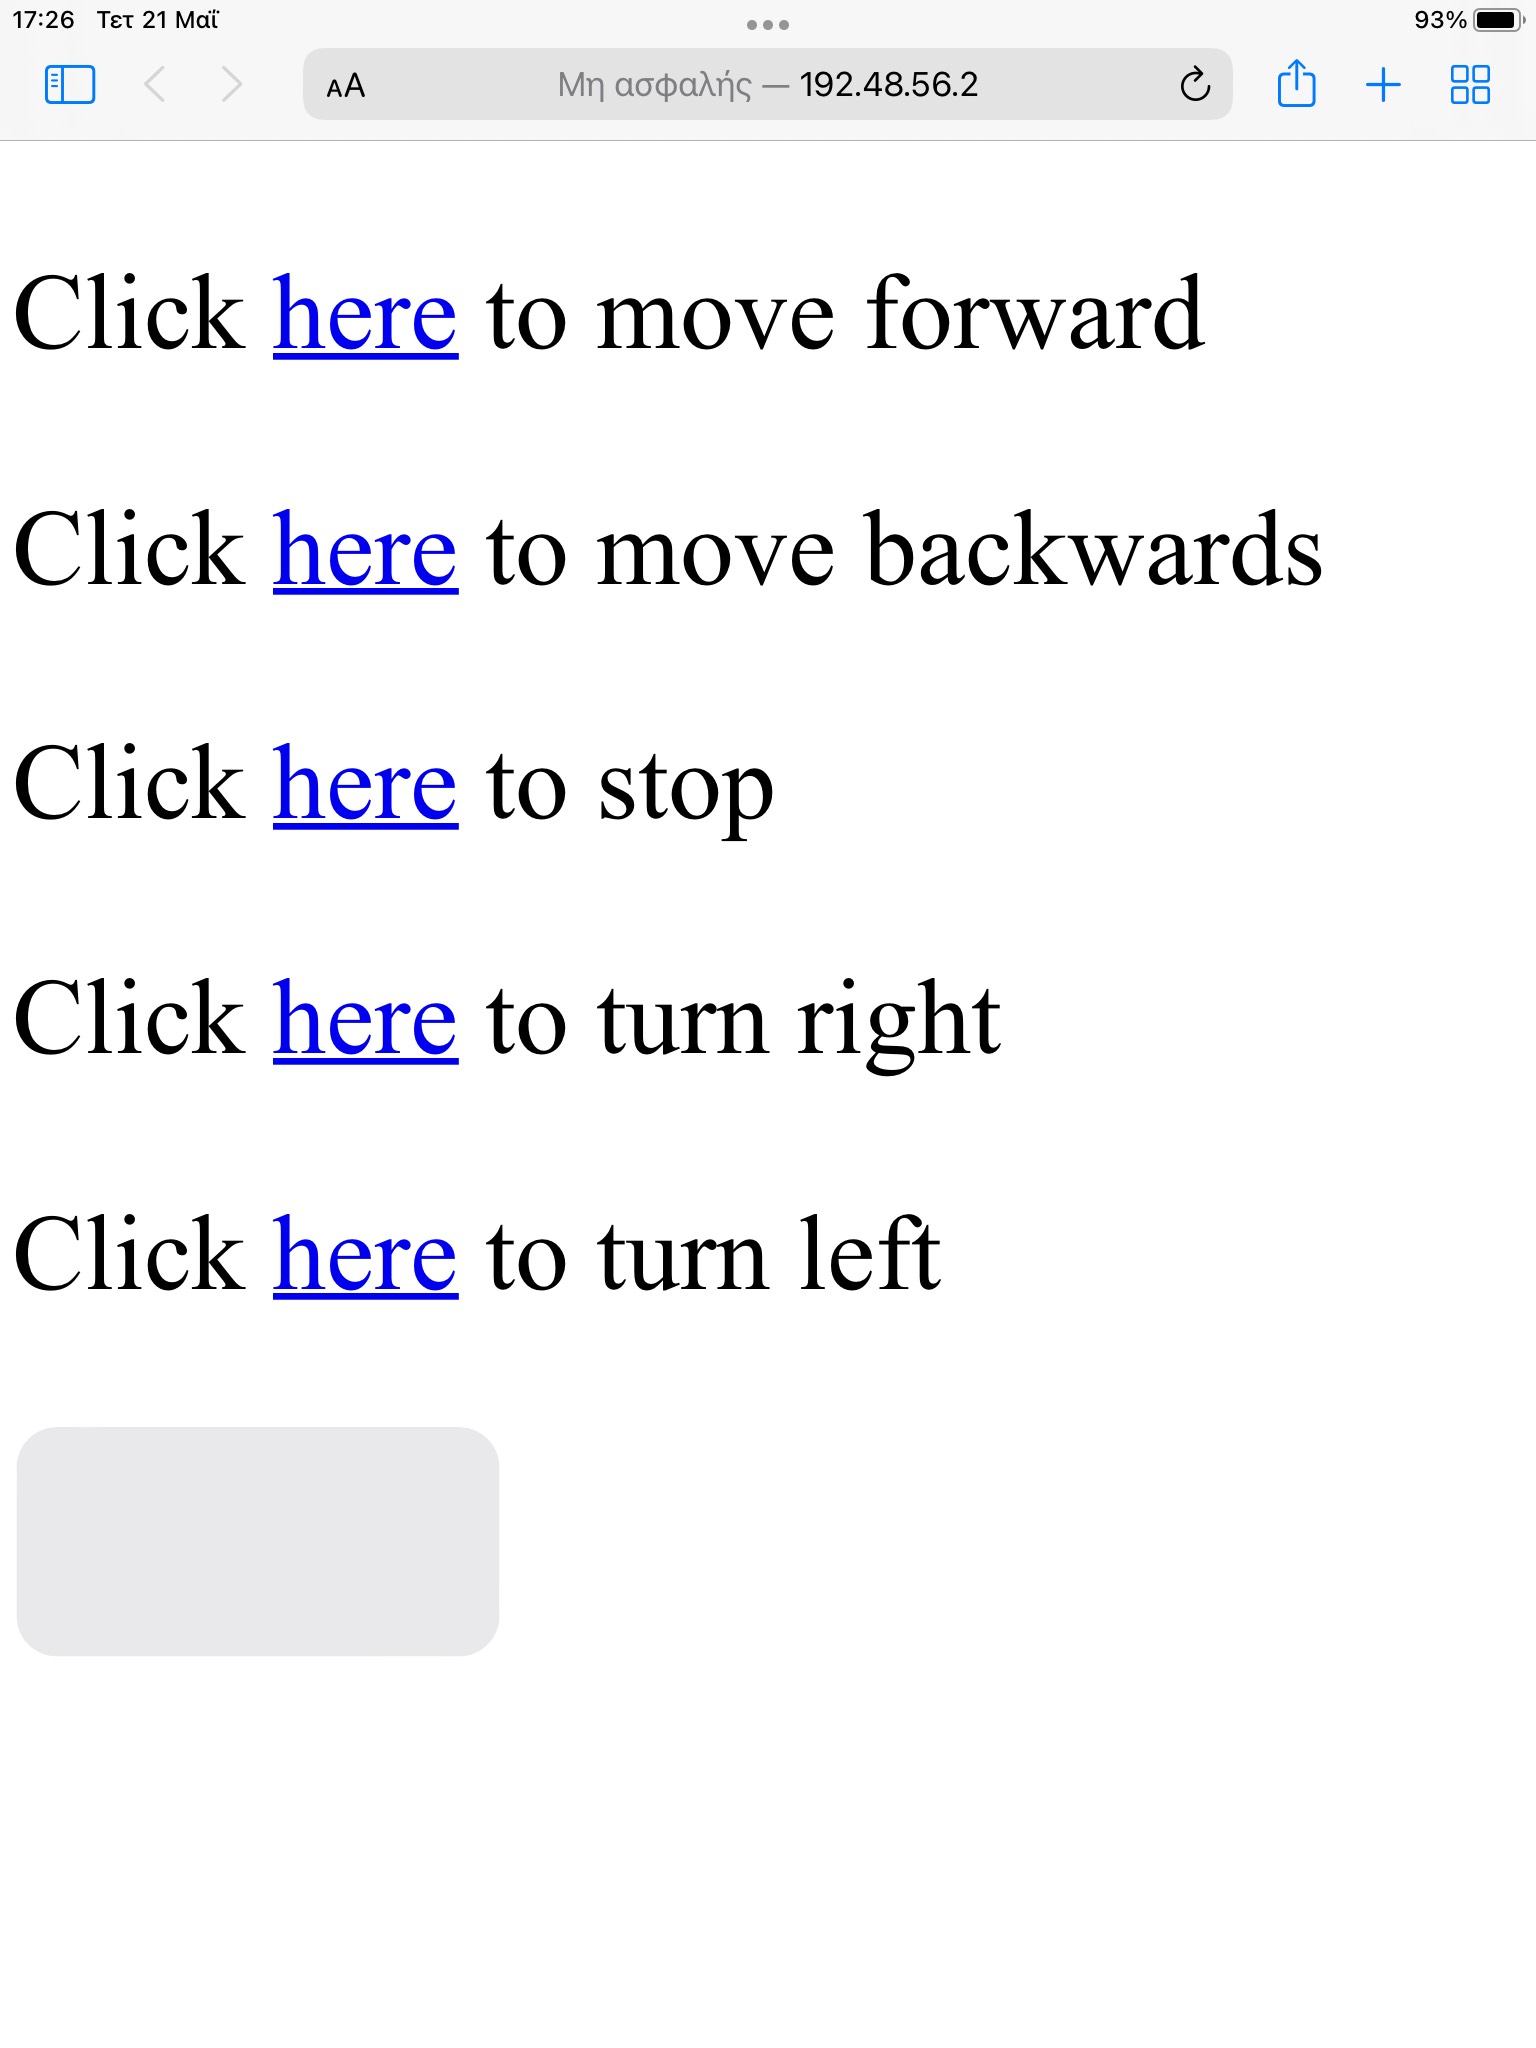 17:26 Τετ 21 Μαΐ
93%
AA
Μη ασφαλής — 192.48.56.2
Click here to move forward
Click here to move backwards
Click here to stop
Click here to turn right
Click here to turn left